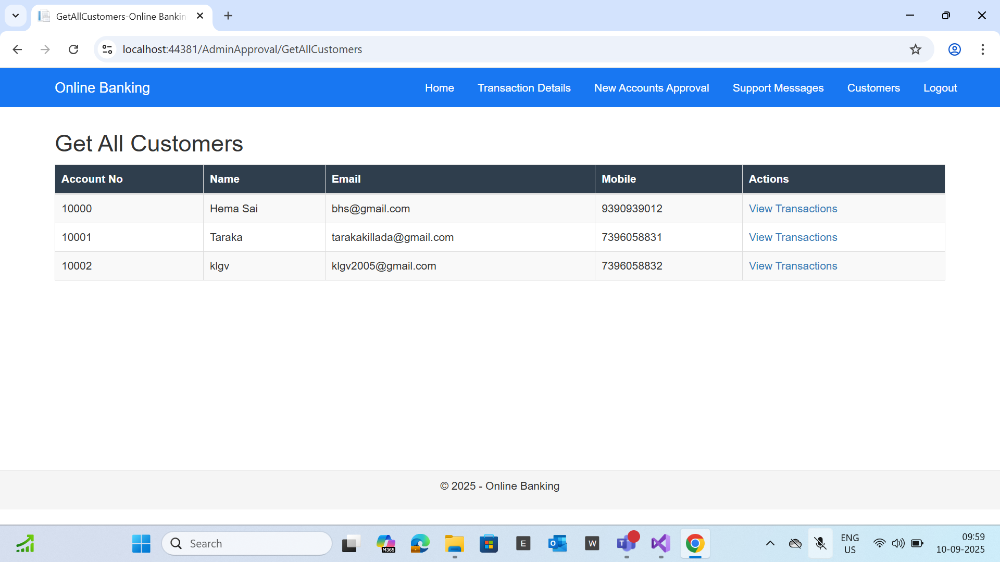 GetAllCustomers-Online Bankin
localhost:44381/AdminApproval/GetAllCustomers
Online Banking Home Transaction Details New Accounts Approval Support Messages Customers Logout
Get All Customers
Account No Name Email Mobile Actions
10000 Hema Sai bhs@gmail.com 9390939012 View Transactions
10001 Taraka tarakakillada@gmail.com 7396058831 View Transactions
10002 klgv klgv2005@gmail.com 7396058832 View Transactions
© 2025 - Online Banking
Search
M365
E
O
W
T
ENG
US
09:59
10-09-2025